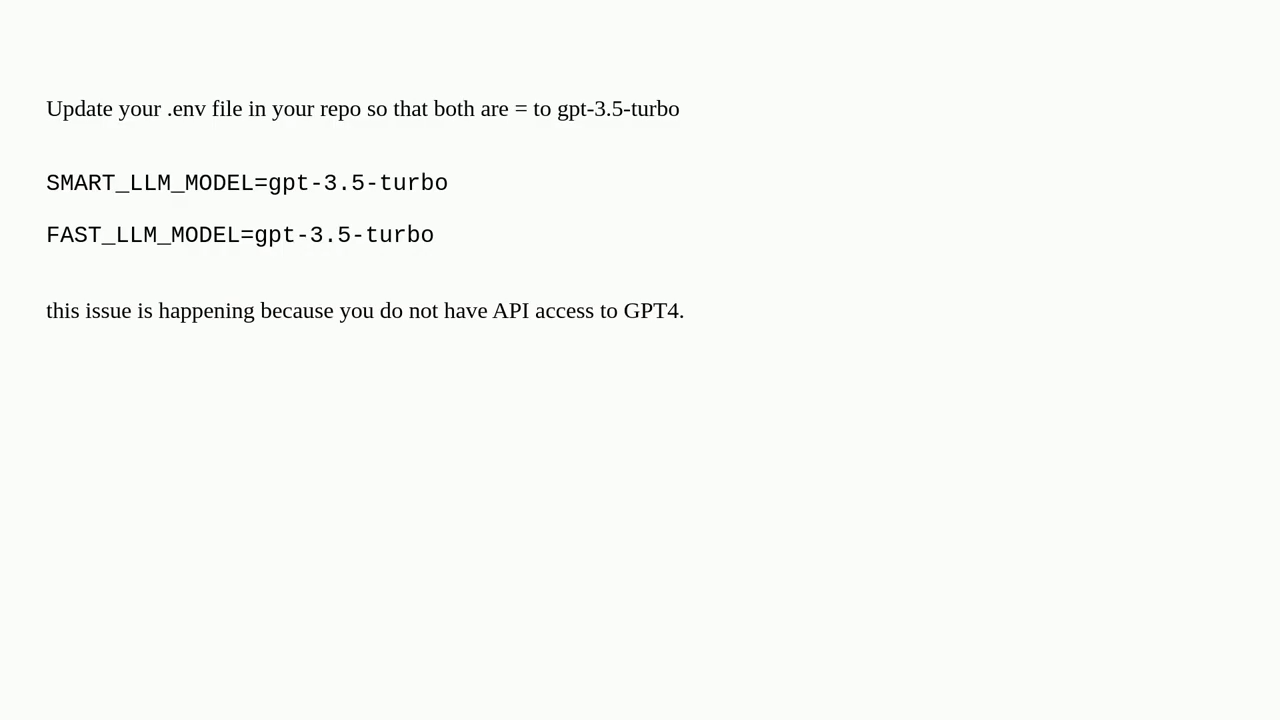 Update your .env file in your repo so that both are = to gpt-3.5-turbo
SMART_LLM_MODEL=gpt-3.5-turbo
FAST_LLM_MODEL=gpt-3.5-turbo
this issue is happening because you do not have API access to GPT4.